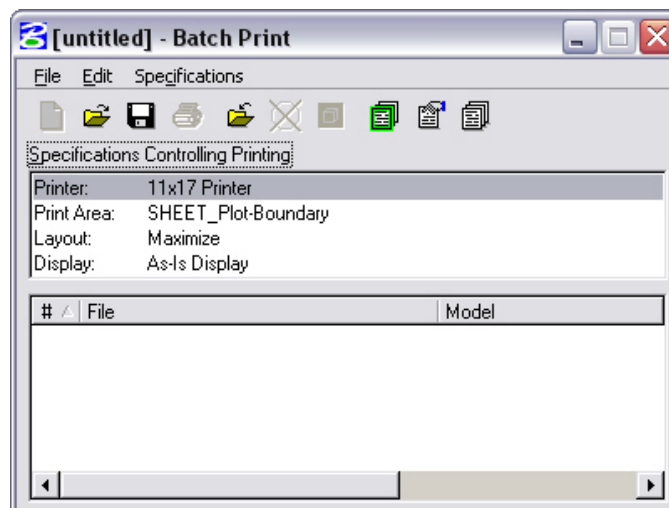 [untitled] - Batch Print
File Edit Specifications
Specifications Controlling Printing
Printer: 11x17 Printer
Print Area: SHEET_Plot-Boundary
Layout: Maximize
Display: As-Is Display
# File Model